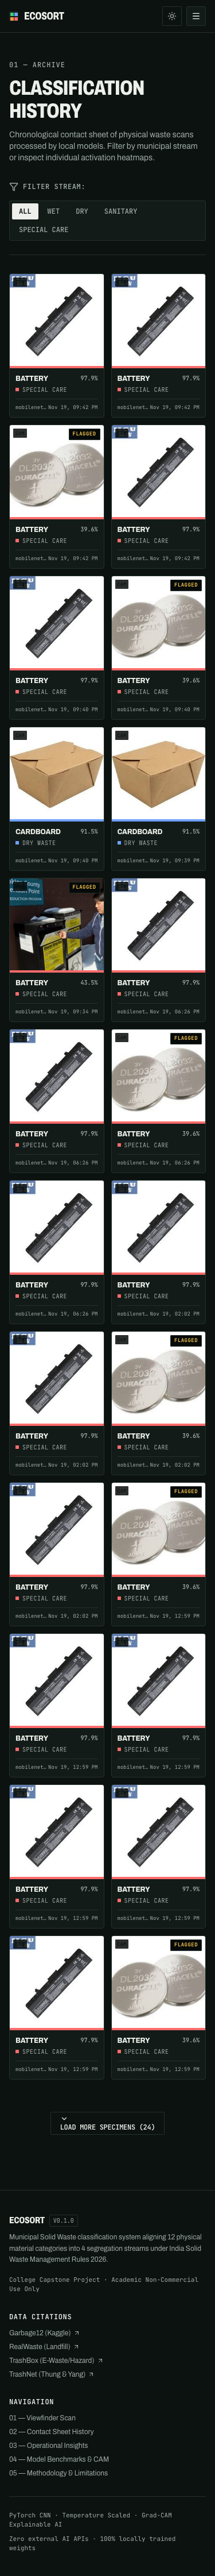 ECOSORT
01 — ARCHIVE
CLASSIFICATION
HISTORY
Chronological contact sheet of physical waste scans
processed by local models. Filter by municipal stream
or inspect individual activation heatmaps.
FILTER STREAM:
ALL WET DRY SANITARY
SPECIAL CARE
BATTERY 97.9% BATTERY 97.9%
SPECIAL CARE SPECIAL CARE
mobilenet… Nov 19, 09:42 PM mobilenet… Nov 19, 09:42 PM
FLAGGED
BATTERY 39.6% BATTERY 97.9%
SPECIAL CARE SPECIAL CARE
mobilenet… Nov 19, 09:42 PM mobilenet… Nov 19, 09:42 PM
FLAGGED
BATTERY 97.9% BATTERY 39.6%
SPECIAL CARE SPECIAL CARE
mobilenet… Nov 19, 09:40 PM mobilenet… Nov 19, 09:40 PM
CARDBOARD 91.5% CARDBOARD 91.5%
DRY WASTE DRY WASTE
mobilenet… Nov 19, 09:40 PM mobilenet… Nov 19, 09:39 PM
FLAGGED
BATTERY 43.5% BATTERY 97.9%
SPECIAL CARE SPECIAL CARE
mobilenet… Nov 19, 09:34 PM mobilenet… Nov 19, 06:26 PM
FLAGGED
BATTERY 97.9% BATTERY 39.6%
SPECIAL CARE SPECIAL CARE
mobilenet… Nov 19, 06:26 PM mobilenet… Nov 19, 06:26 PM
BATTERY 97.9% BATTERY 97.9%
SPECIAL CARE SPECIAL CARE
mobilenet… Nov 19, 06:26 PM mobilenet… Nov 19, 02:02 PM
FLAGGED
BATTERY 97.9% BATTERY 39.6%
SPECIAL CARE SPECIAL CARE
mobilenet… Nov 19, 02:02 PM mobilenet… Nov 19, 02:02 PM
FLAGGED
BATTERY 97.9% BATTERY 39.6%
SPECIAL CARE SPECIAL CARE
mobilenet… Nov 19, 02:02 PM mobilenet… Nov 19, 12:59 PM
BATTERY 97.9% BATTERY 97.9%
SPECIAL CARE SPECIAL CARE
mobilenet… Nov 19, 12:59 PM mobilenet… Nov 19, 12:59 PM
BATTERY 97.9% BATTERY 97.9%
SPECIAL CARE SPECIAL CARE
mobilenet… Nov 19, 12:59 PM mobilenet… Nov 19, 12:59 PM
FLAGGED
BATTERY 97.9% BATTERY 39.6%
SPECIAL CARE SPECIAL CARE
mobilenet… Nov 19, 12:59 PM mobilenet… Nov 19, 12:59 PM
LOAD MORE SPECIMENS (24)
ECOSORT V0.1.0
Municipal Solid Waste classification system aligning 12 physical
material categories into 4 segregation streams under India Solid
Waste Management Rules 2026.
College Capstone Project · Academic Non-Commercial
Use Only
DATA CITATIONS
Garbage12 (Kaggle) ↗
RealWaste (Landfill) ↗
TrashBox (E-Waste/Hazard) ↗
TrashNet (Thung & Yang) ↗
NAVIGATION
01 — Viewfinder Scan
02 — Contact Sheet History
03 — Operational Insights
04 — Model Benchmarks & CAM
05 — Methodology & Limitations
PyTorch CNN · Temperature Scaled · Grad-CAM
Explainable AI
Zero external AI APIs · 100% locally trained
weights